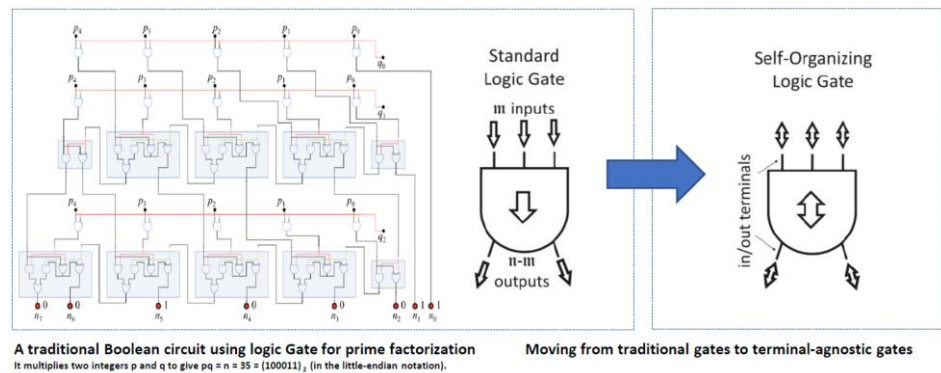 p₄ p₃ p₂ p₁ p₀
q₀
p₄ p₃ p₂ p₁ p₀
q₁
p₄ p₃ p₂ p₁ p₀
q₂
0 0 1 0 0 0 1 1
n₇ n₆ n₅ n₄ n₃ n₂ n₁ n₀
Standard
Logic Gate
m inputs
n-m
outputs
Self-Organizing
Logic Gate
in/out terminals
A traditional Boolean circuit using logic Gate for prime factorization
It multiplies two integers p and q to give pq = n = 35 = (100011)₂ (in the little-endian notation).
Moving from traditional gates to terminal-agnostic gates